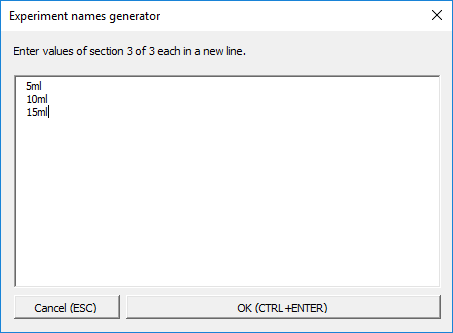 Experiment names generator
Enter values of section 3 of 3 each in a new line.
5ml
10ml
15ml
Cancel (ESC)
OK (CTRL+ENTER)